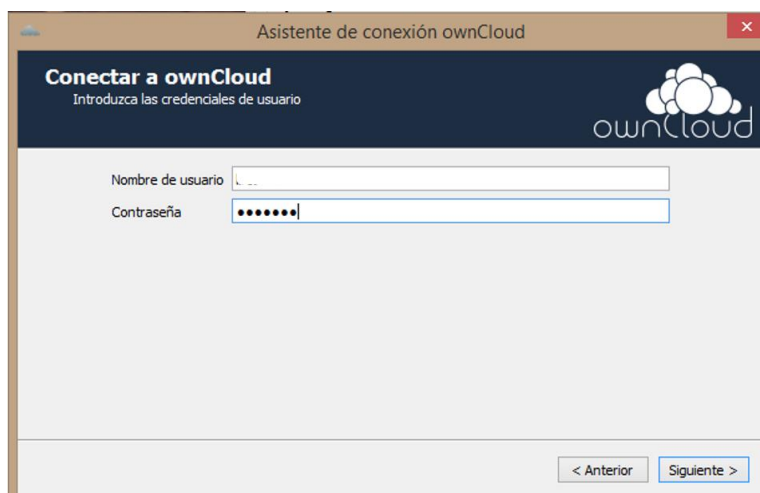 Asistente de conexión ownCloud
Conectar a ownCloud
Introduzca las credenciales de usuario
ownCloud
Nombre de usuario
Contraseña •••••••
< Anterior Siguiente >